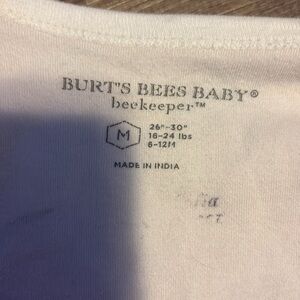 BURT'S BEES BABY®
beekeeper™
M
26"-30"
16-24 lbs
6-12M
MADE IN INDIA